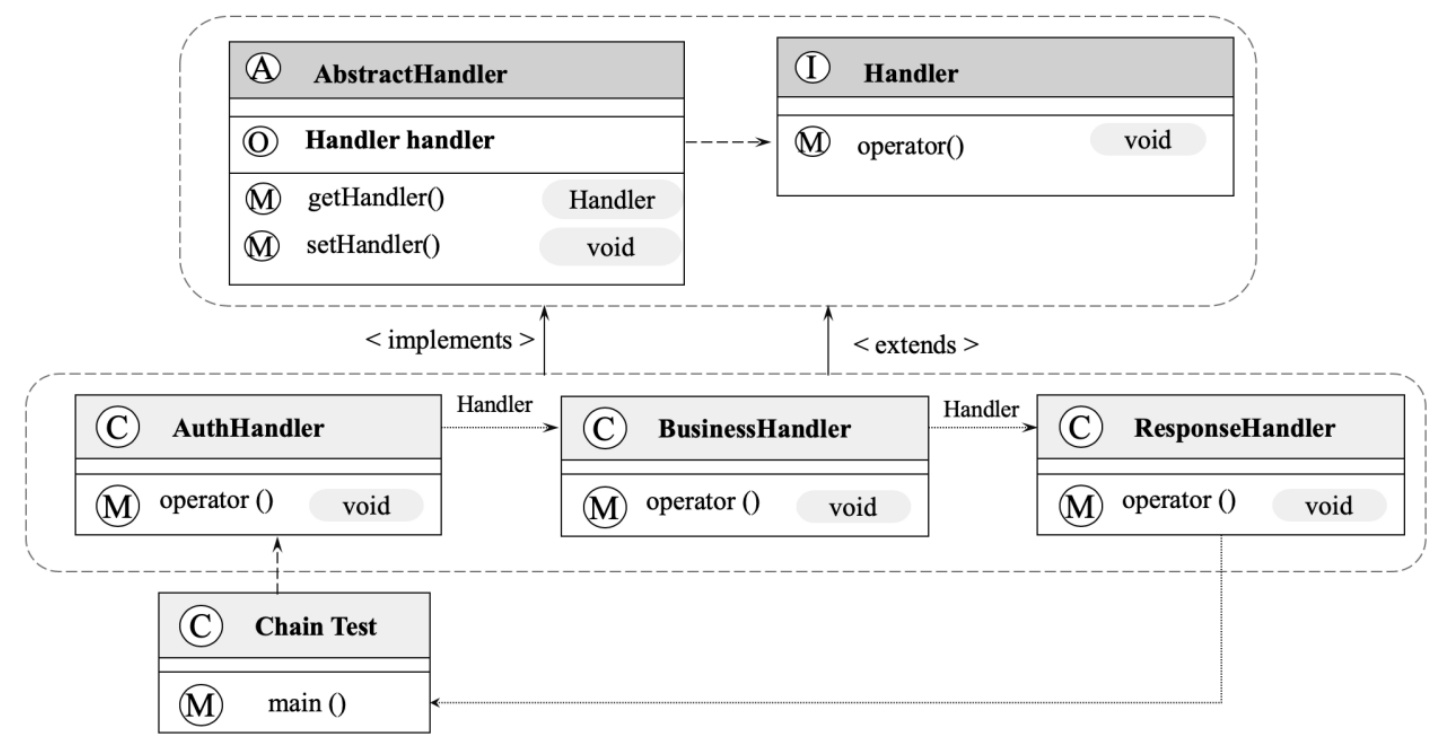 A AbstractHandler
O Handler handler
M getHandler() Handler
M setHandler() void
I Handler
M operator() void
< implements >
< extends >
C AuthHandler
M operator () void
Handler
C BusinessHandler
M operator () void
Handler
C ResponseHandler
M operator () void
C Chain Test
M main ()